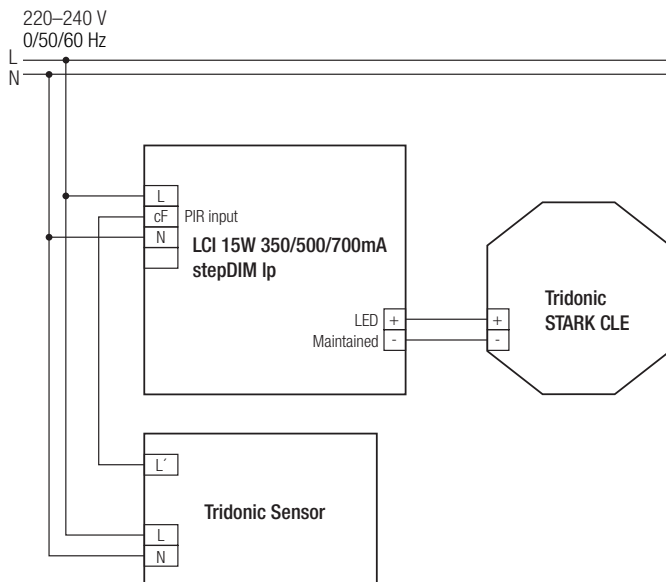 220–240 V
0/50/60 Hz
L
N
L
cF PIR input
N
LCI 15W 350/500/700mA
stepDIM lp
LED + +
Maintained - -
Tridonic
STARK CLE
L´
Tridonic Sensor
L
N